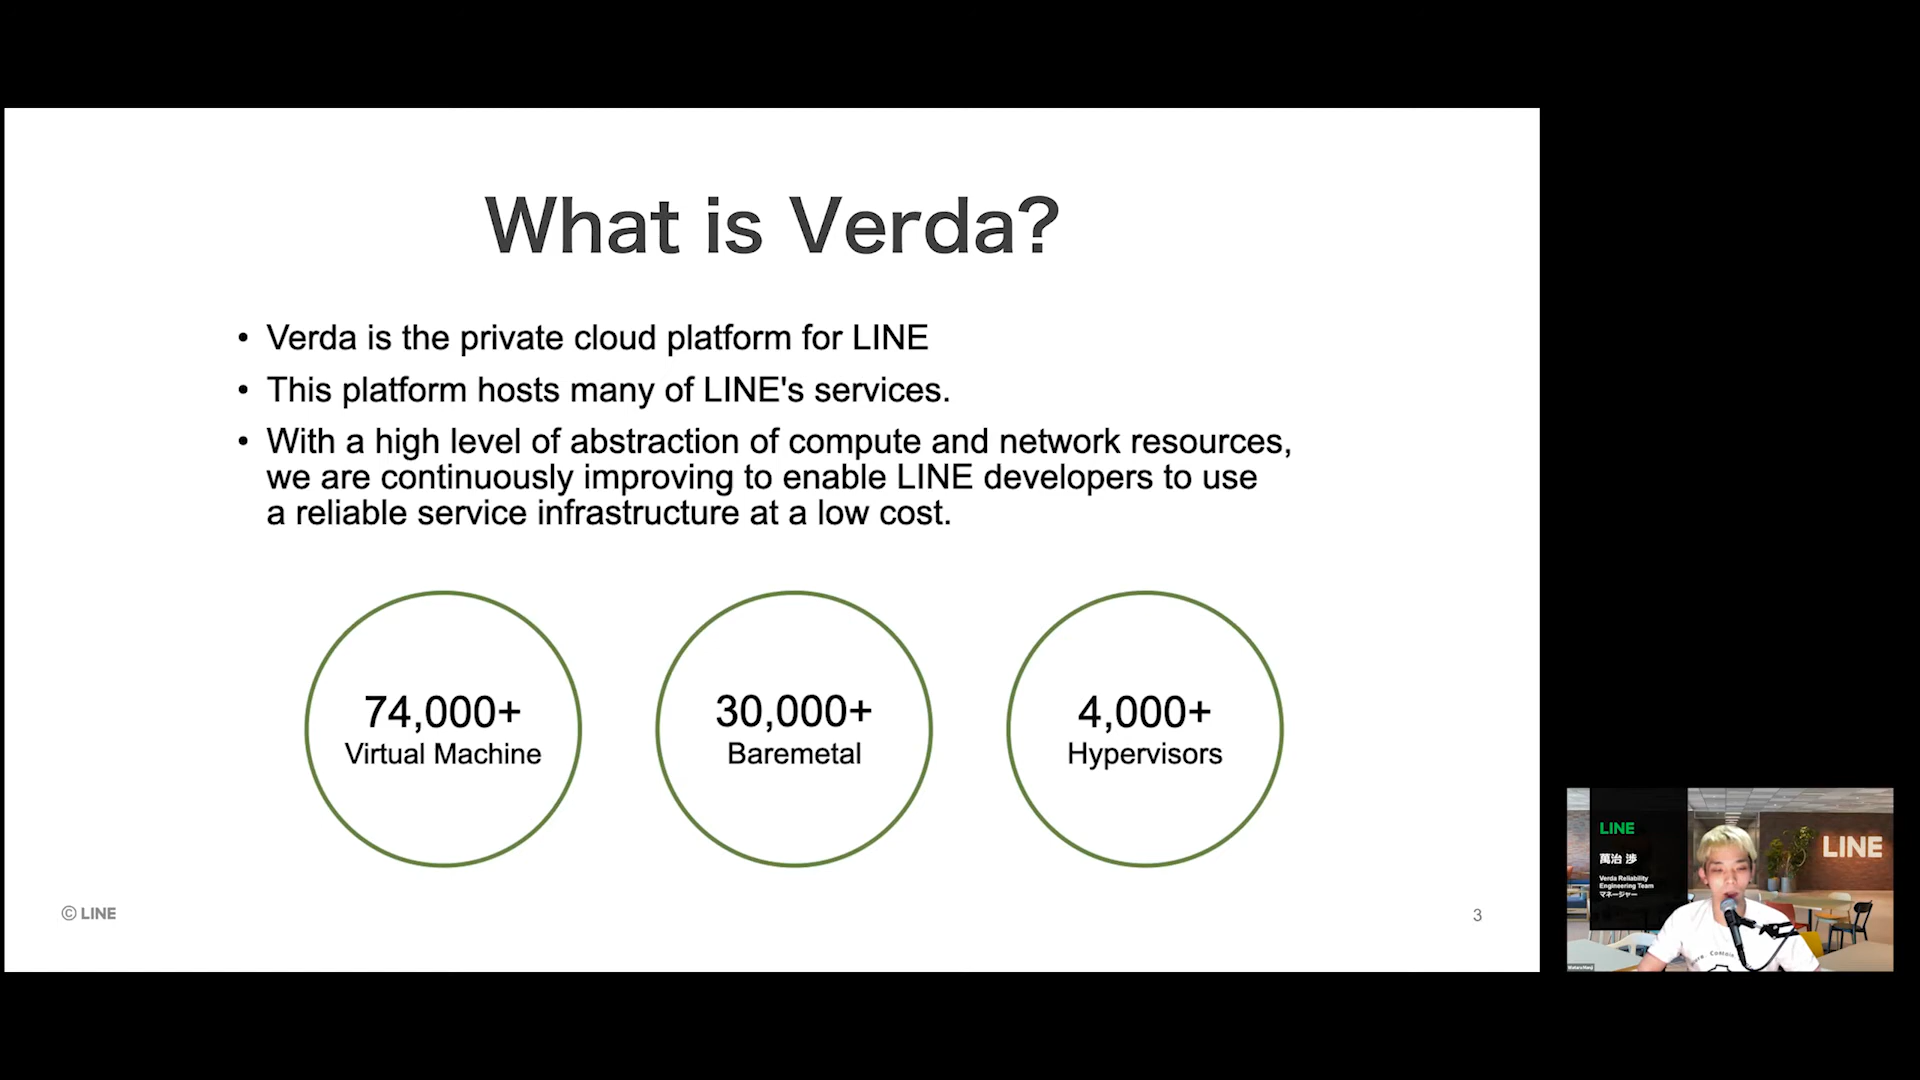 What is Verda?
• Verda is the private cloud platform for LINE
• This platform hosts many of LINE's services.
• With a high level of abstraction of compute and network resources,
we are continuously improving to enable LINE developers to use
a reliable service infrastructure at a low cost.
74,000+
Virtual Machine
30,000+
Baremetal
4,000+
Hypervisors
© LINE
3
LINE
萬治 渉
Verda Reliability
Engineering Team
マネージャー
LINE
Wataru Manji